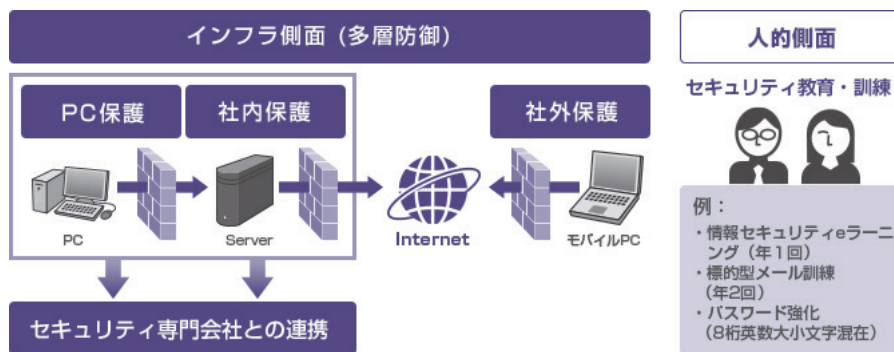 インフラ側面 (多層防御)
PC保護
社内保護
社外保護
PC
Server
Internet
モバイルPC
セキュリティ専門会社との連携
人的側面
セキュリティ教育・訓練
例：
・情報セキュリティeラーニ
ング（年１回）
・標的型メール訓練
（年2回）
・パスワード強化
（8桁英数大小文字混在）